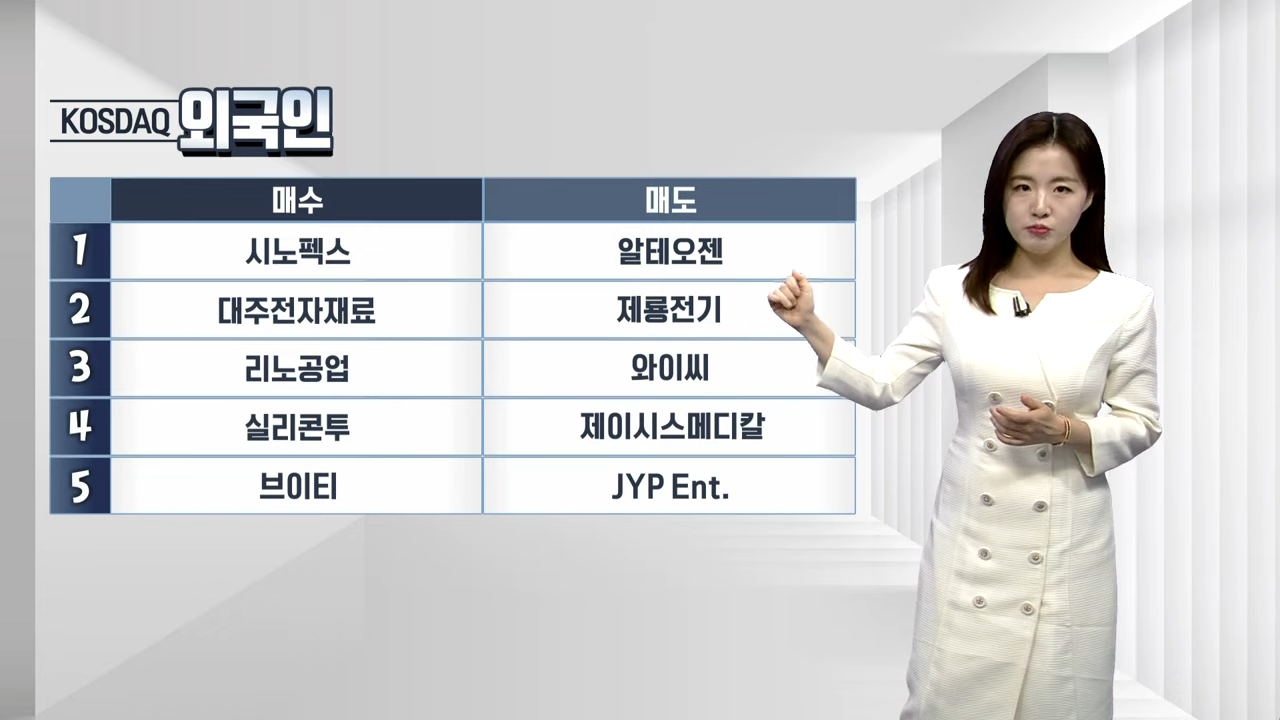 KOSDAQ 외국인
매수 매도
1 시노펙스 알테오젠
2 대주전자재료 제룡전기
3 리노공업 와이씨
4 실리콘투 제이시스메디칼
5 브이티 JYP Ent.